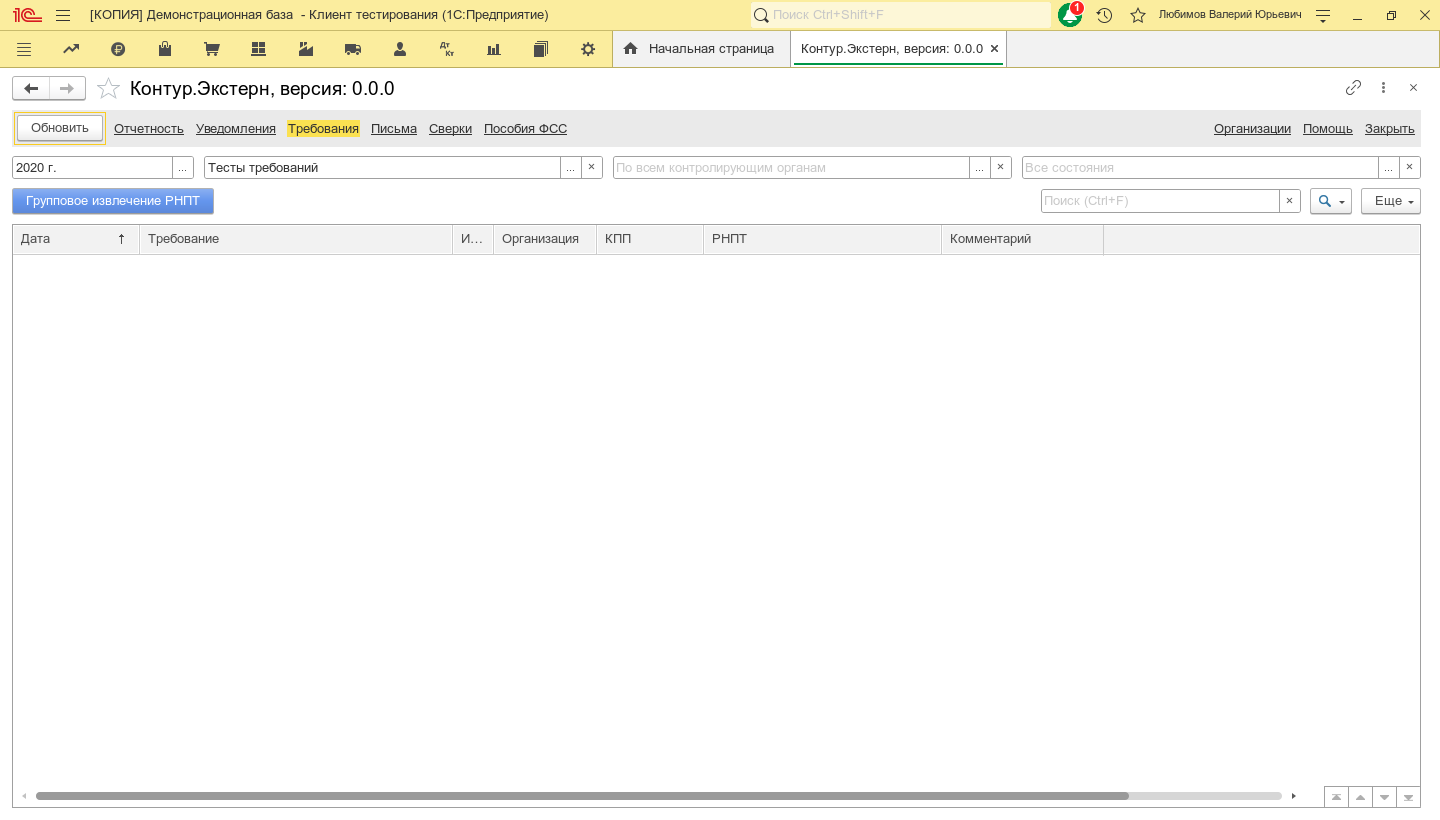 [КОПИЯ] Демонстрационная база - Клиент тестирования (1С:Предприятие)
Поиск Ctrl+Shift+F
1
Любимов Валерий Юрьевич
Дт
Кт
Начальная страница
Контур.Экстерн, версия: 0.0.0
Контур.Экстерн, версия: 0.0.0
Обновить Отчетность Уведомления Требования Письма Сверки Пособия ФСС Организации Помощь Закрыть
2020 г. ... Тесты требований ... × По всем контролирующим органам ... × Все состояния ... ×
Групповое извлечение РНПТ Поиск (Ctrl+F) × Еще
Дата ↑ Требование И... Организация КПП РНПТ Комментарий